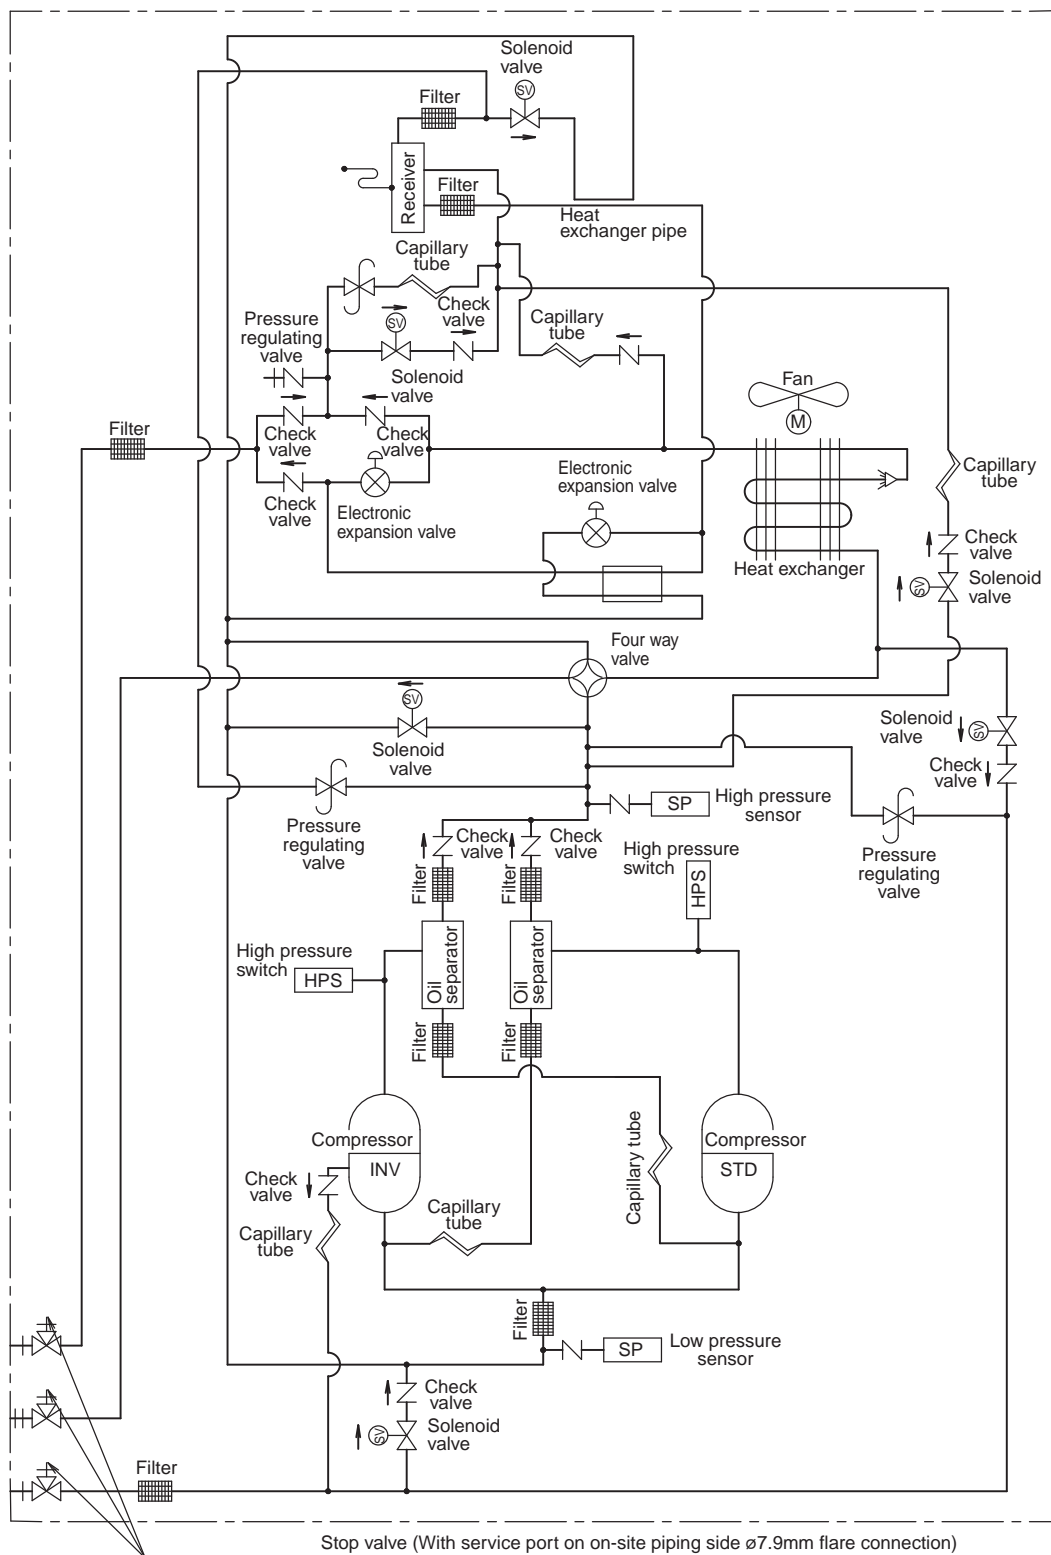 Solenoid
valve
SV
Filter
Receiver
Filter
Heat
exchanger pipe
Capillary
tube
SV
Check
valve
Pressure
regulating
valve
Capillary
tube
Solenoid
valve
Fan
M
Filter
Check
valve
Check
valve
Electronic
expansion valve
Capillary
tube
Check
valve
Electronic
expansion valve
Check
valve
Heat exchanger
SV
Solenoid
valve
Four way
valve
SV
Solenoid
valve
Solenoid
valve
SV
Check
valve
SP
High pressure
sensor
Pressure
regulating
valve
Check
valve
Check
valve
High pressure
switch
HPS
Pressure
regulating
valve
Filter
Filter
High pressure
switch
HPS
Oil
separator
Oil
separator
Filter
Filter
Compressor
INV
Capillary tube
Compressor
STD
Check
valve
Capillary
tube
Capillary
tube
Filter
SP
Low pressure
sensor
Check
valve
SV
Solenoid
valve
Filter
Stop valve (With service port on on-site piping side ø7.9mm flare connection)